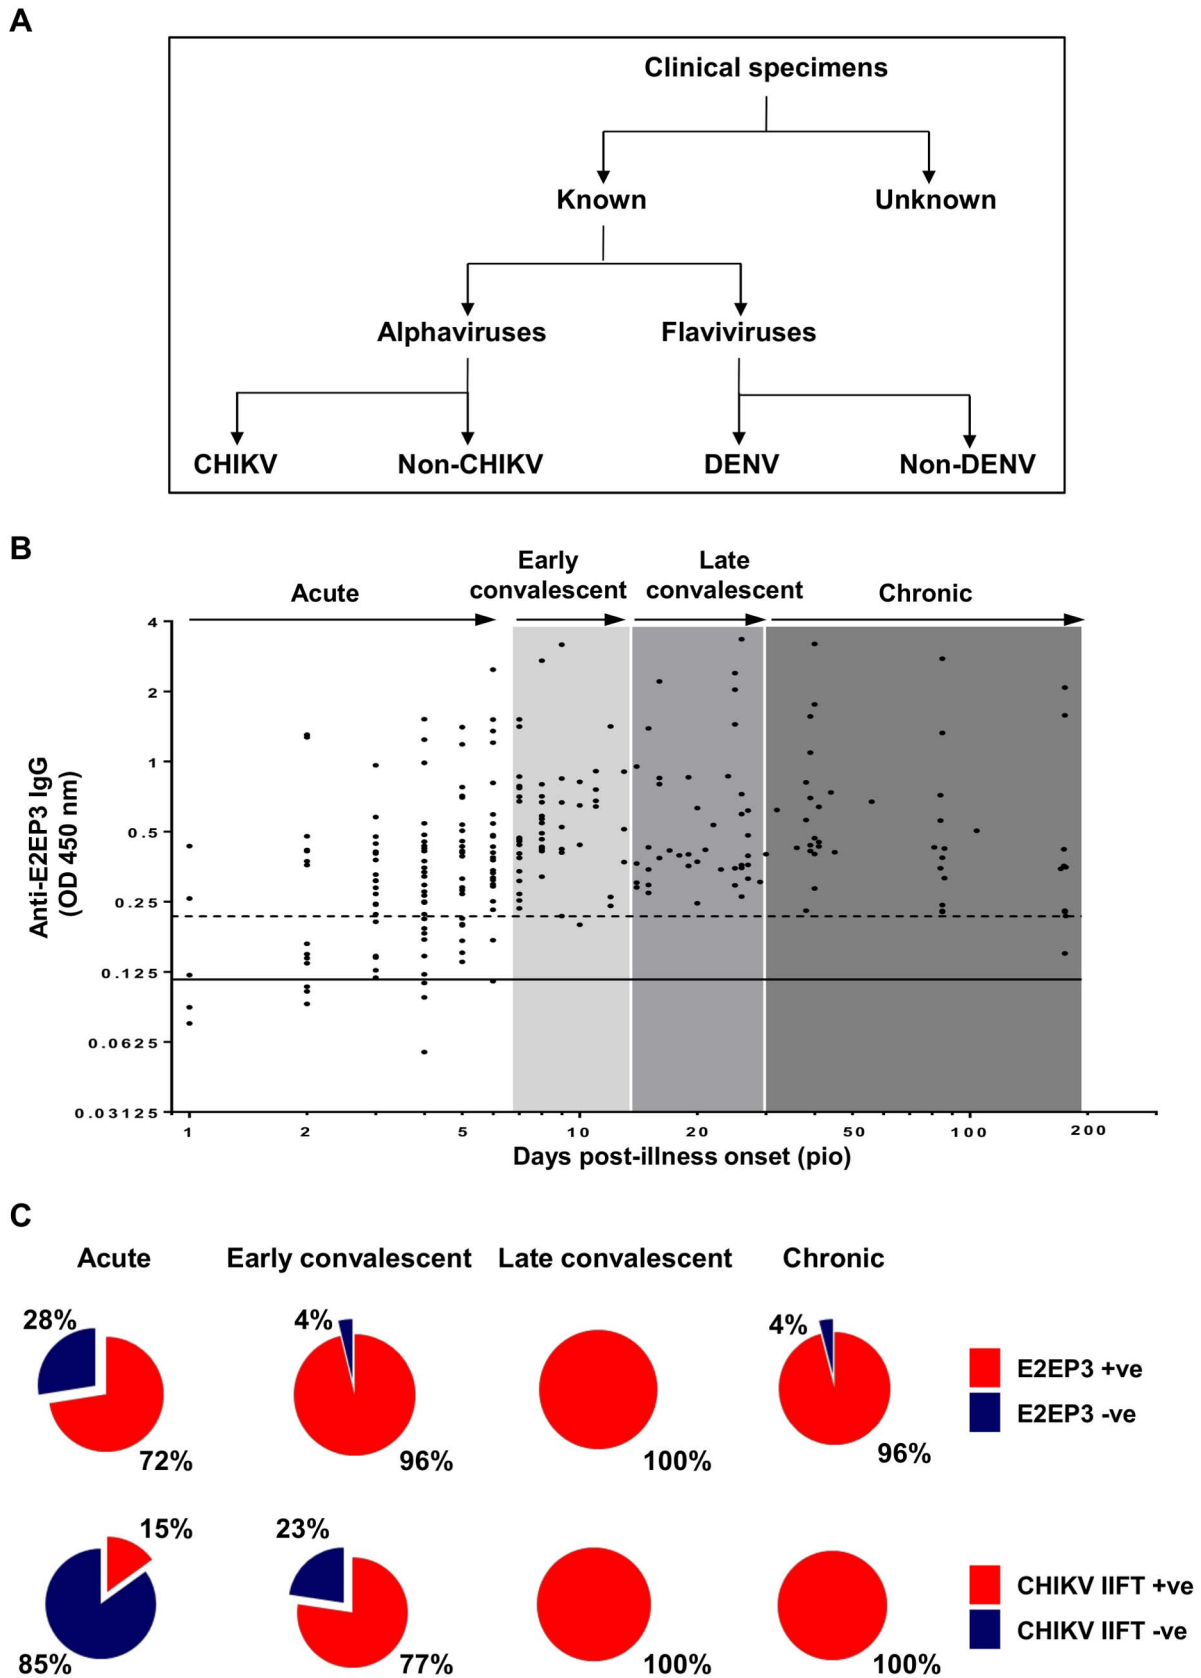 A
Clinical specimens
Known
Unknown
Alphaviruses
Flaviviruses
CHIKV
Non-CHIKV
DENV
Non-DENV
B
Acute
Early
convalescent
Late
convalescent
Chronic
Anti-E2EP3 IgG
(OD 450 nm)
4
2
1
0.5
0.25
0.125
0.0625
0.03125
1
2
5
10
20
50
100
200
Days post-illness onset (pio)
C
Acute
Early convalescent
Late convalescent
Chronic
28%
72%
4%
96%
100%
4%
96%
E2EP3 +ve
E2EP3 -ve
15%
85%
23%
77%
100%
100%
CHIKV IIFT +ve
CHIKV IIFT -ve